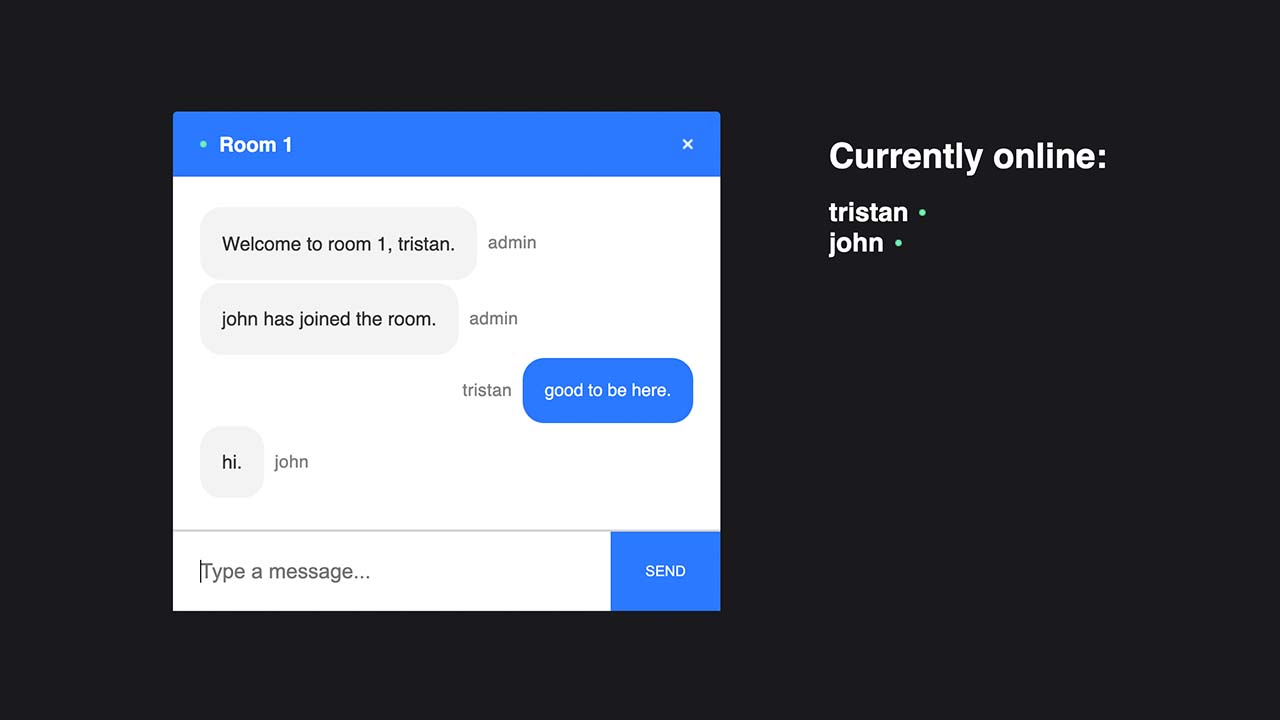 Room 1 ×
Welcome to room 1, tristan. admin
john has joined the room. admin
tristan good to be here.
hi. john
Type a message...
SEND
Currently online:
tristan
john